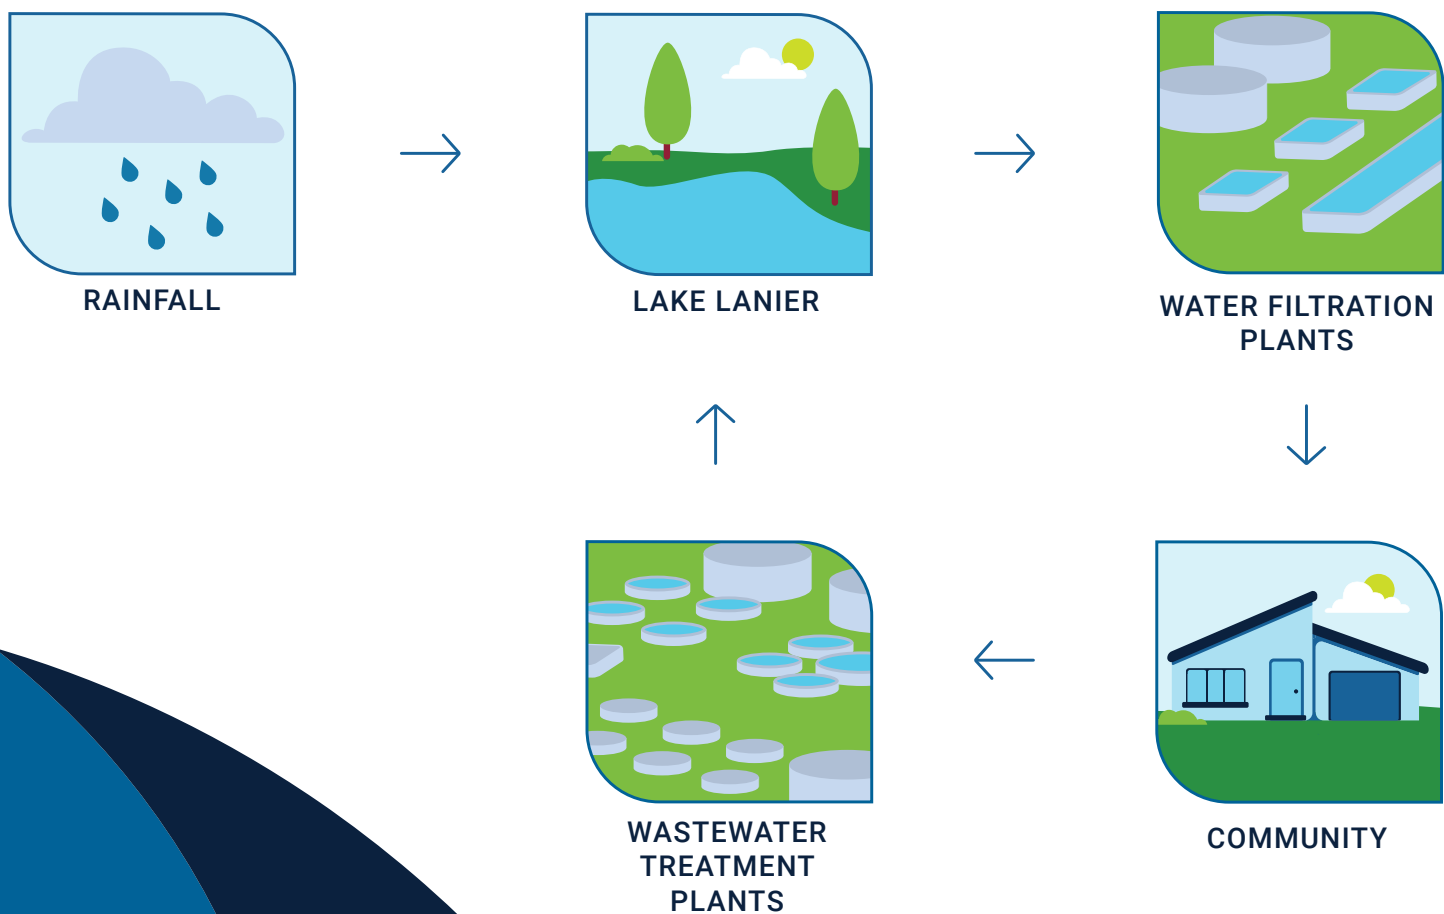 RAINFALL
LAKE LANIER
WATER FILTRATION
PLANTS
WASTEWATER
TREATMENT
PLANTS
COMMUNITY